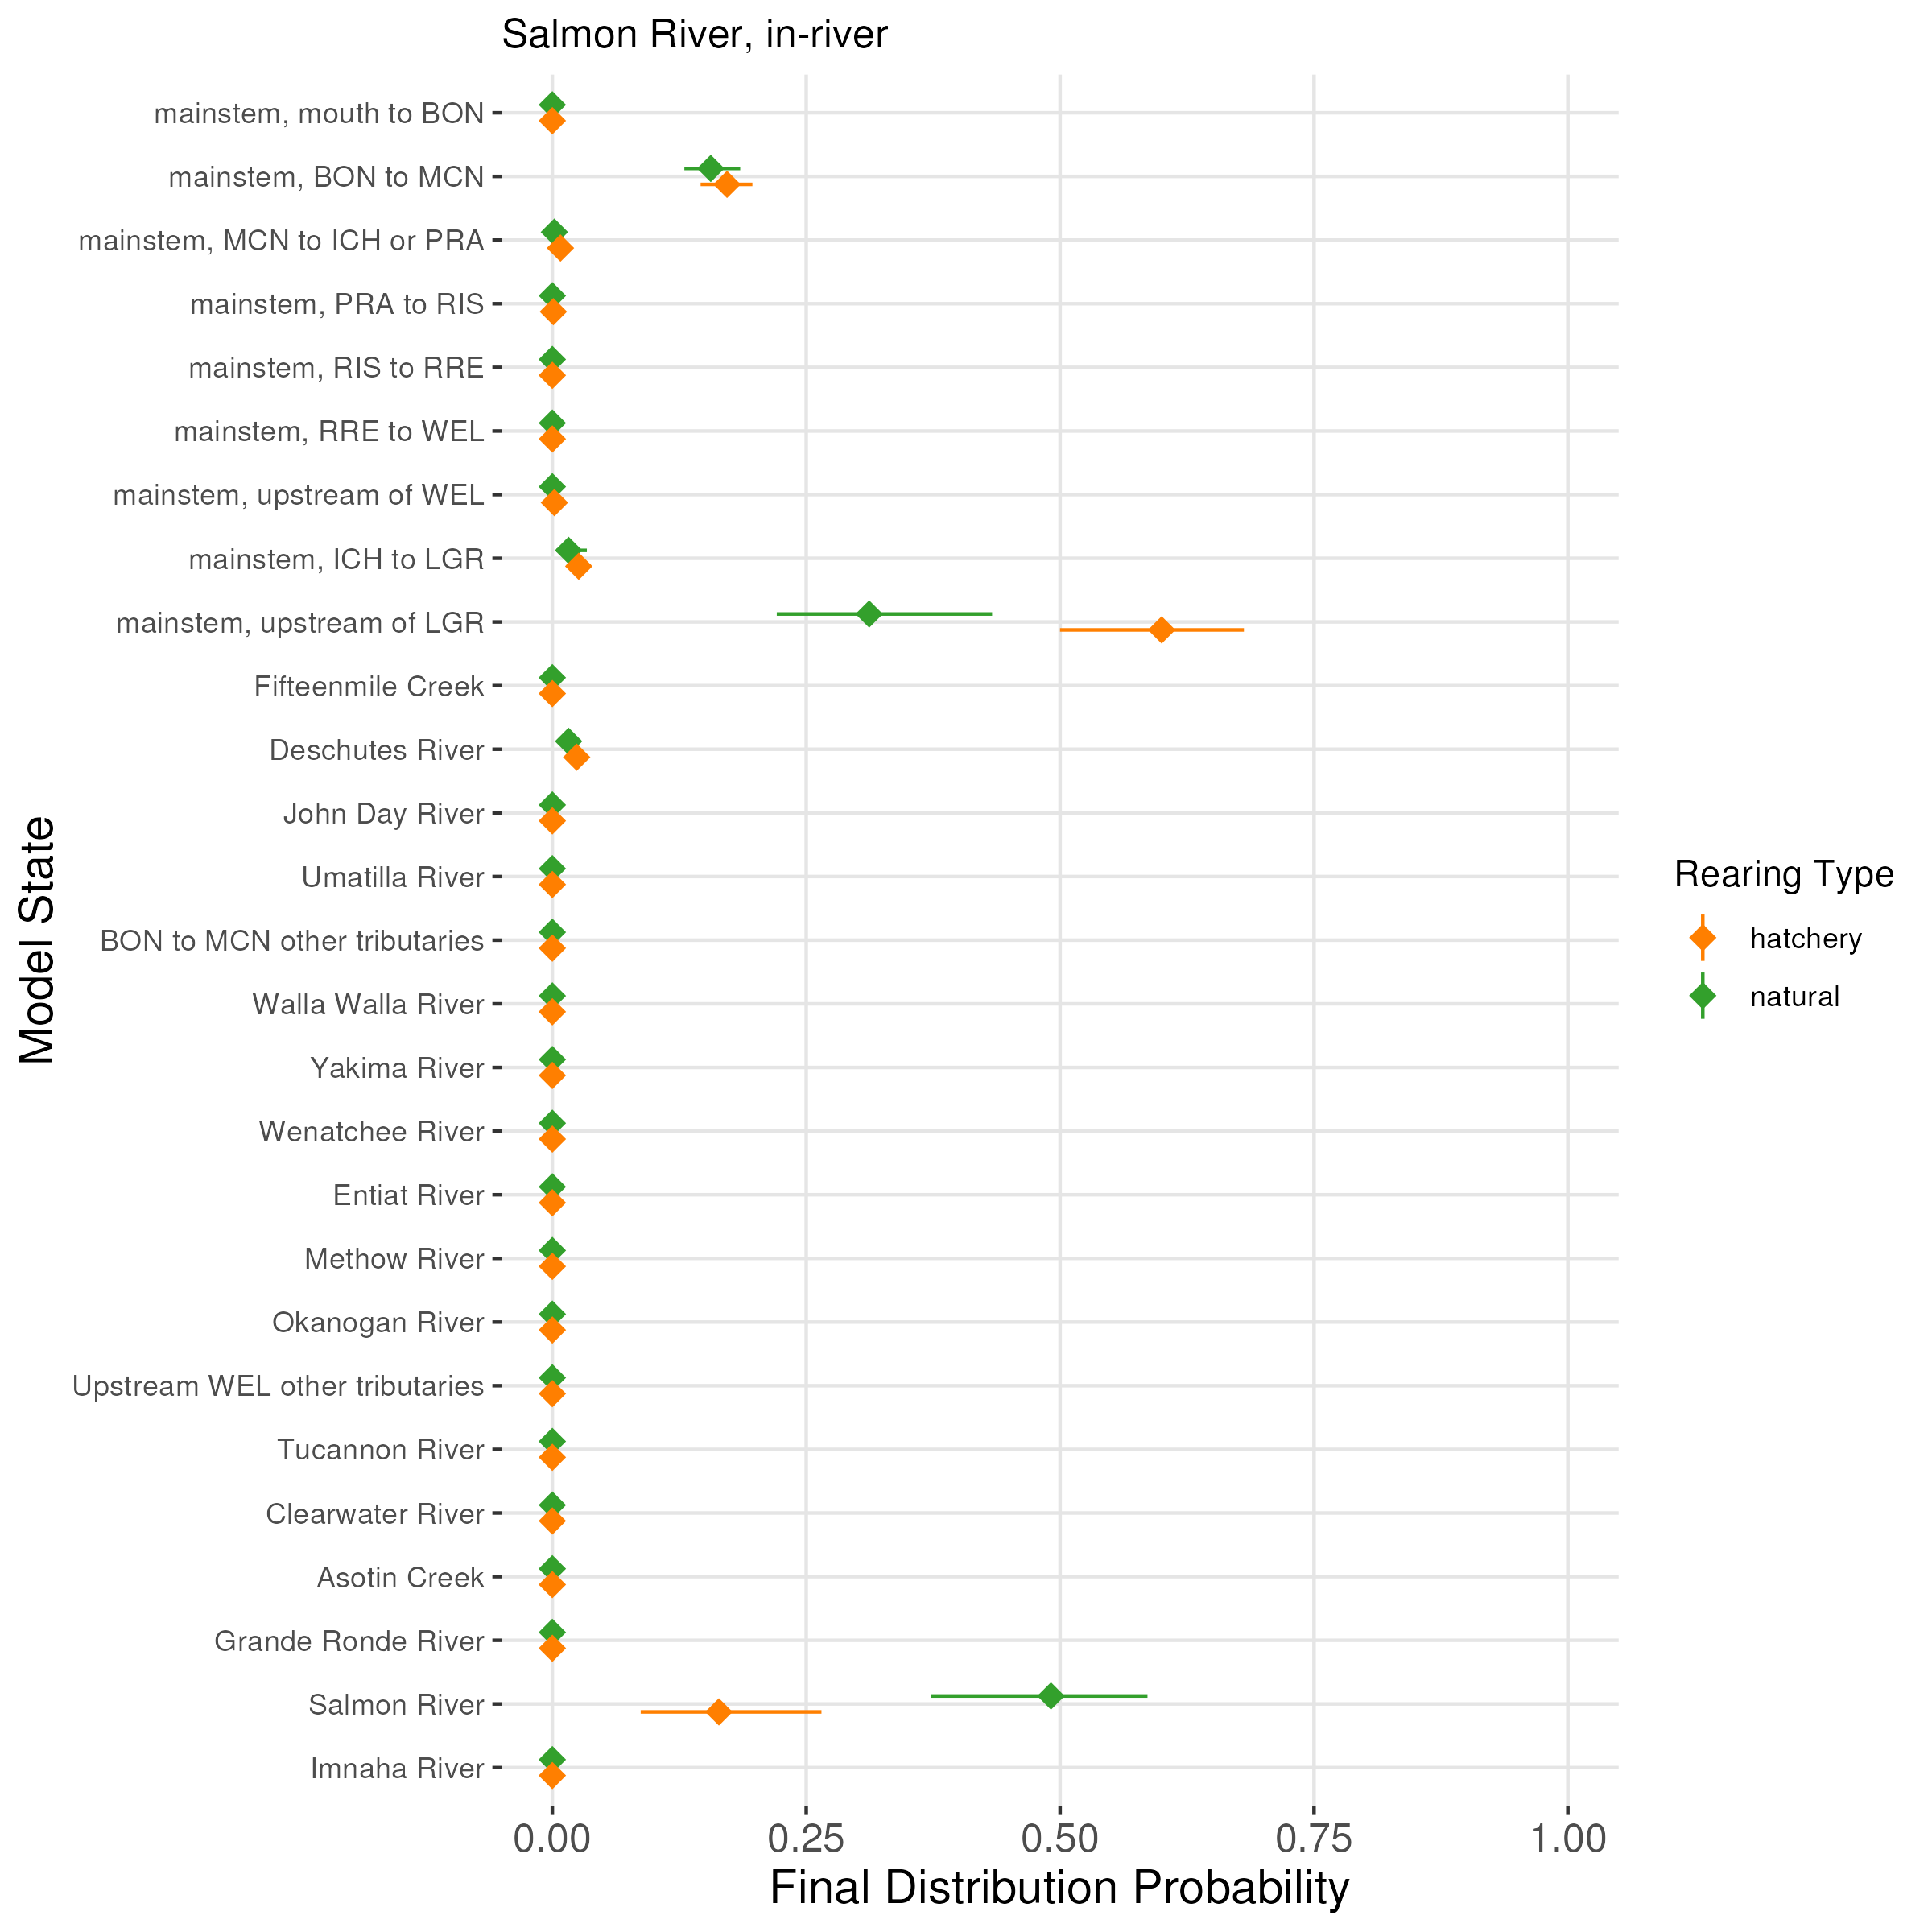 Salmon River, in-river
mainstem, mouth to BON
mainstem, BON to MCN
mainstem, MCN to ICH or PRA
mainstem, PRA to RIS
mainstem, RIS to RRE
mainstem, RRE to WEL
mainstem, upstream of WEL
mainstem, ICH to LGR
mainstem, upstream of LGR
Fifteenmile Creek
Deschutes River
John Day River
Umatilla River
BON to MCN other tributaries
Walla Walla River
Yakima River
Wenatchee River
Entiat River
Methow River
Okanogan River
Upstream WEL other tributaries
Tucannon River
Clearwater River
Asotin Creek
Grande Ronde River
Salmon River
Imnaha River
Model State
0.00 0.25 0.50 0.75 1.00
Final Distribution Probability
Rearing Type
hatchery
natural